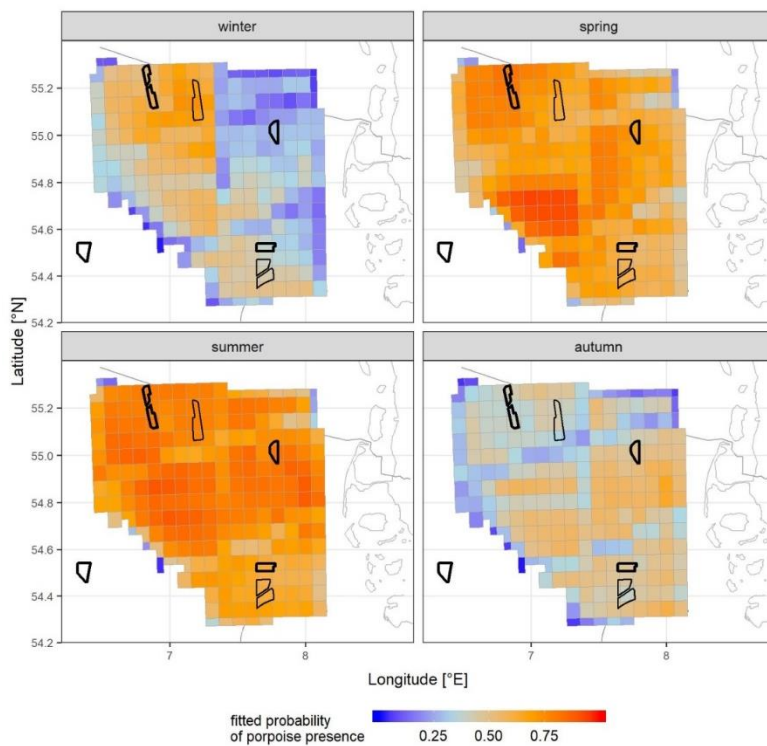 winter
spring
55.2
55.0
54.8
54.6
54.4
54.2
summer
autumn
55.2
55.0
54.8
54.6
54.4
54.2
Latitude [°N]
7
8
7
8
Longitude [°E]
fitted probability
of porpoise presence
0.25
0.50
0.75